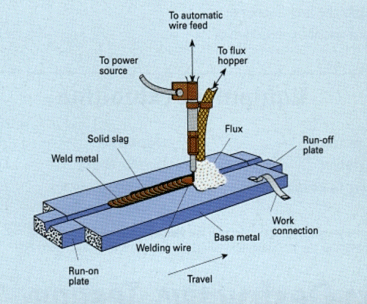 To automatic
wire feed
To flux
hopper
To power
source
Flux
Solid slag
Run-off
plate
Weld metal
Work
connection
Base metal
Welding wire
Run-on
plate
Travel